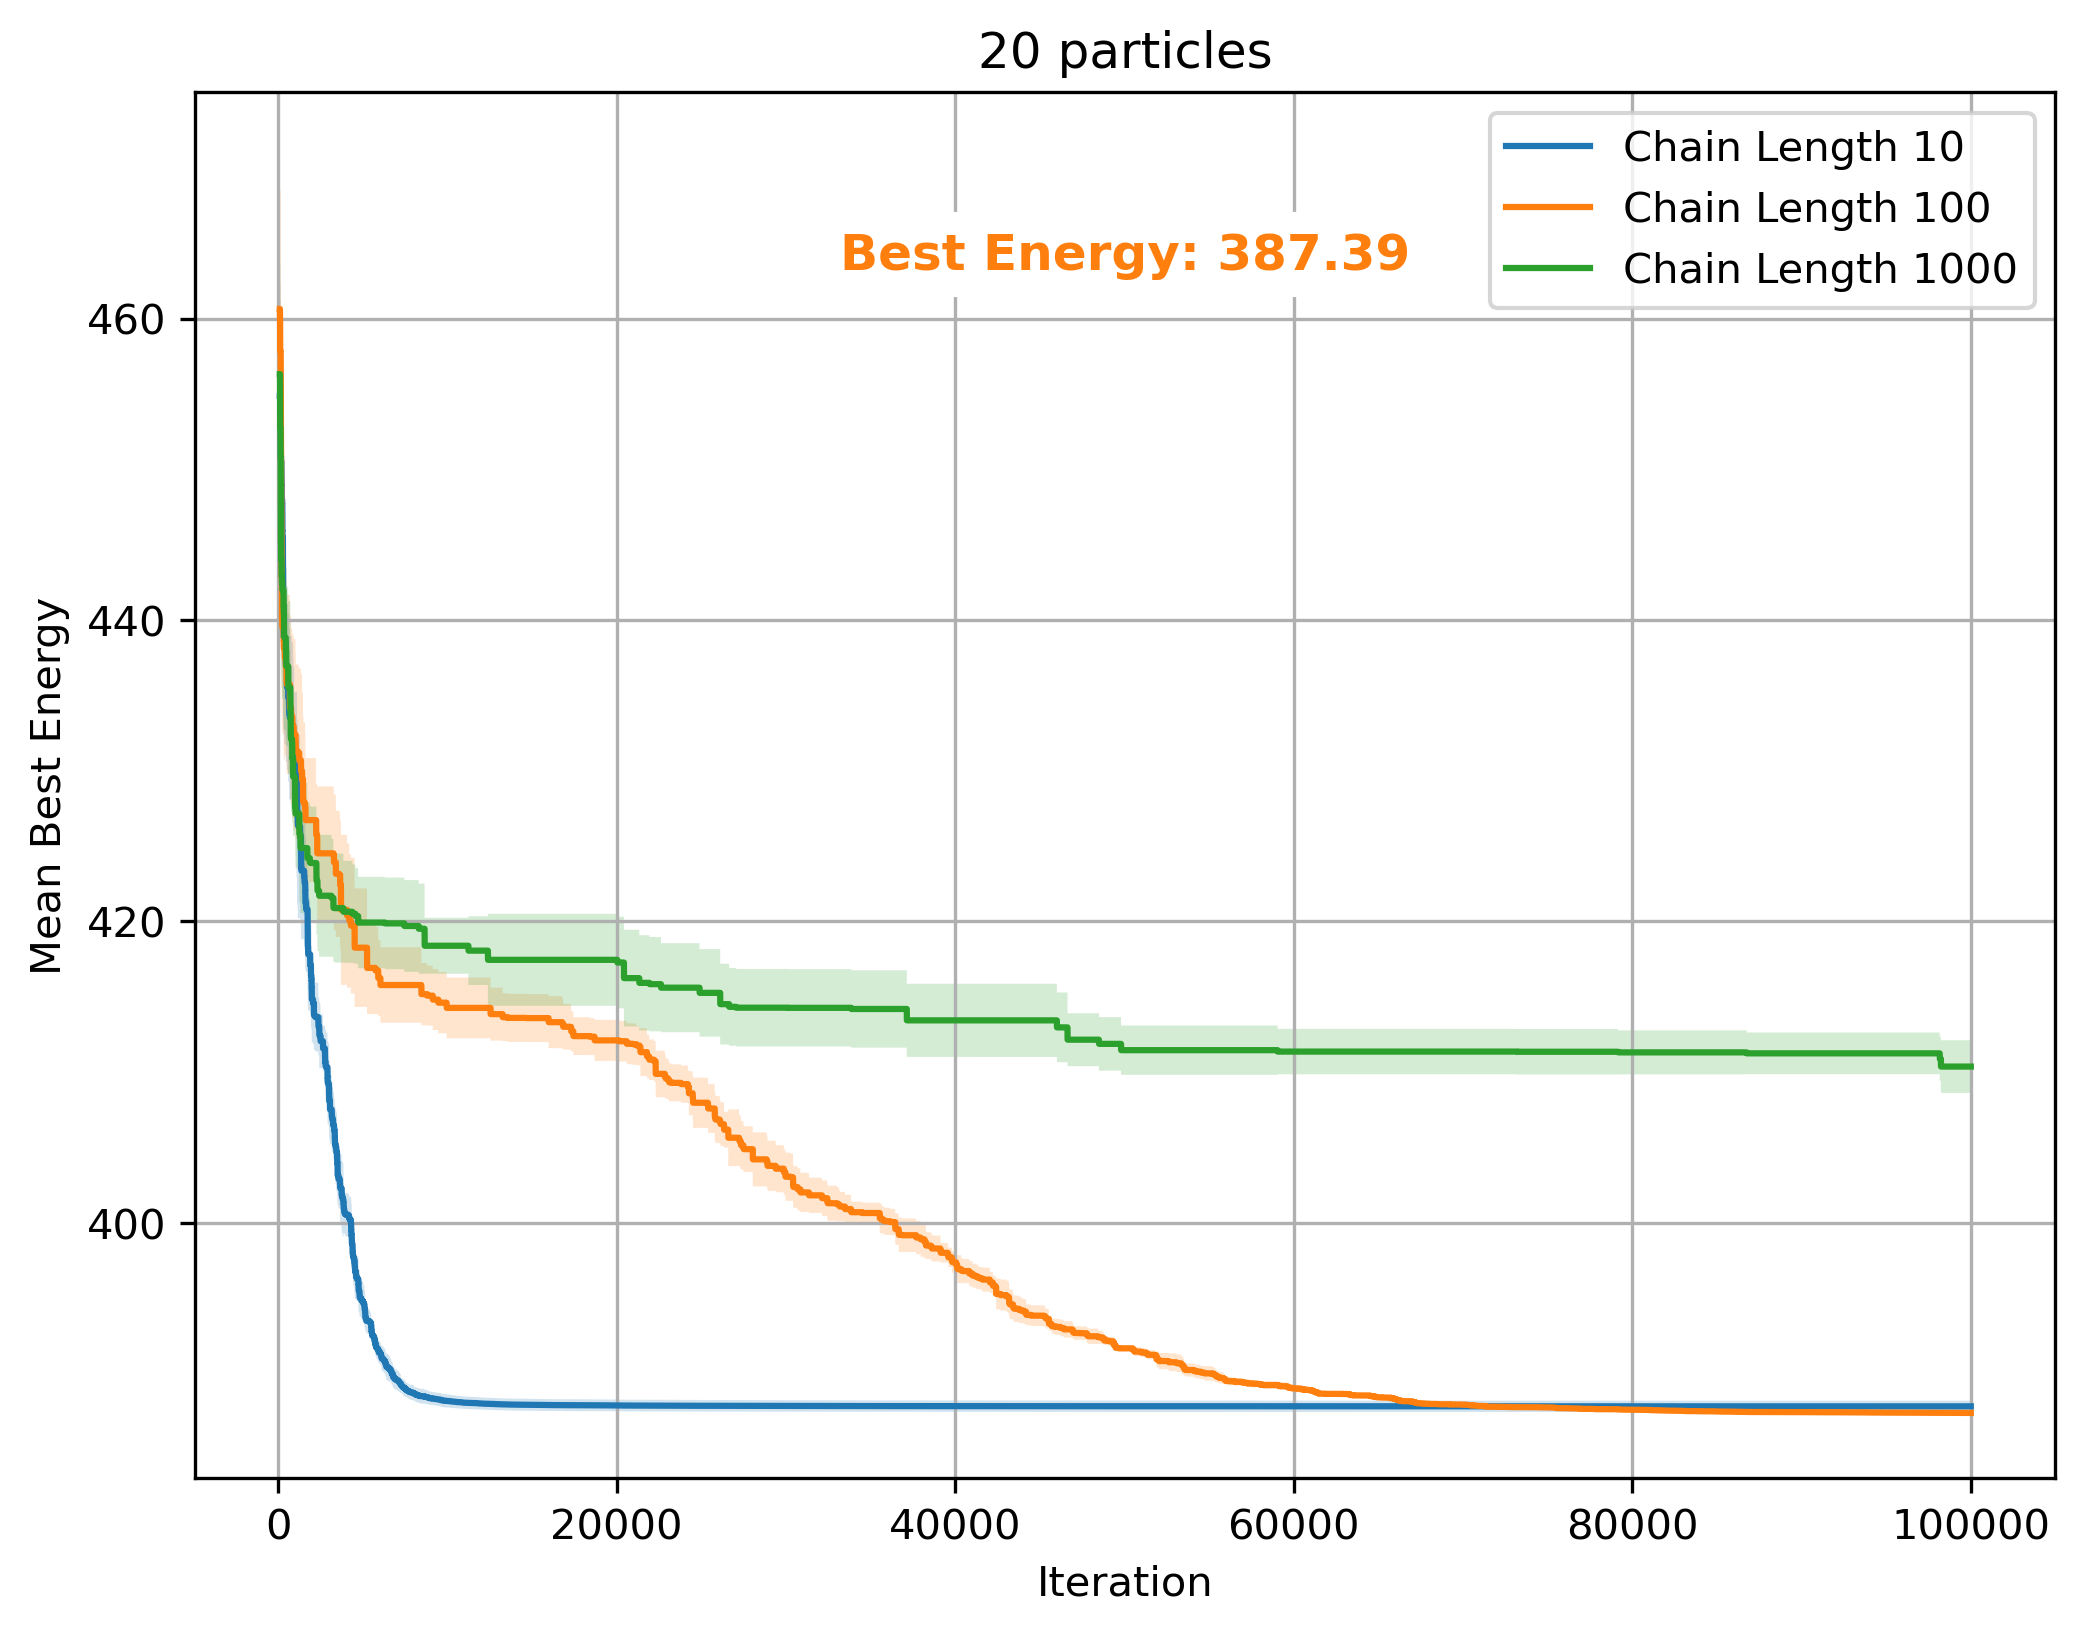 20 particles
Chain Length 10
Chain Length 100
Chain Length 1000
Best Energy: 387.39
Mean Best Energy
460
440
420
400
0 20000 40000 60000 80000 100000
Iteration